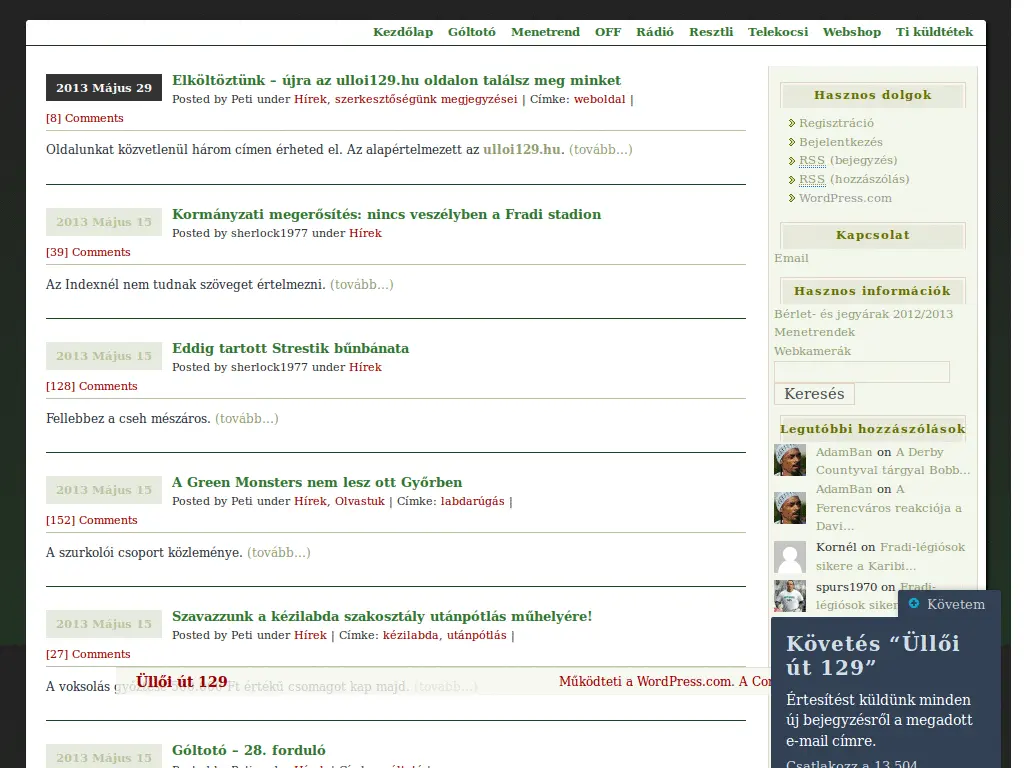 Kezdőlap Góltotó Menetrend OFF Rádió Reszli Telekocsi Webshop Ti küldtétek
2013 Május 29
Elköltöztünk – újra az ulloi129.hu oldalon találsz meg minket
Posted by Peti under Hírek, szerkesztőségünk megjegyzései | Címke: weboldal |
[8] Comments
Oldalunkat közvetlenül három címen érheted el. Az alapértelmezett az ulloi129.hu. (tovább…)
2013 Május 15
Kormányzati megerősítés: nincs veszélyben a Fradi stadion
Posted by sherlock1977 under Hírek
[39] Comments
Az Indexnél nem tudnak szöveget értelmezni. (tovább…)
2013 Május 15
Eddig tartott Strestik bűnbánata
Posted by sherlock1977 under Hírek
[128] Comments
Fellebbez a cseh mészáros. (tovább…)
2013 Május 15
A Green Monsters nem lesz ott Győrben
Posted by Peti under Hírek, Olvastuk | Címke: labdarúgás |
[152] Comments
A szurkolói csoport közleménye. (tovább…)
2013 Május 15
Szavazzunk a kézilabda szakosztály utánpótlás műhelyére!
Posted by Peti under Hírek | Címke: kézilabda, utánpótlás |
[27] Comments
A voksolás győztese 500.000 Ft értékű csomagot kap majd. (tovább…)
Üllői út 129
Működteti a WordPress.com. A
2013 Május 15
Góltotó – 28. forduló
Hasznos dolgok
Regisztráció
Bejelentkezés
RSS (bejegyzés)
RSS (hozzászólás)
WordPress.com
Kapcsolat
Email
Hasznos információk
Bérlet- és jegyárak 2012/2013
Menetrendek
Webkamerák
Keresés
Legutóbbi hozzászólások
AdamBan on A Derby
Countyval tárgyal Bobb…
AdamBan on A
Ferencváros reakciója a
Davi…
Kornél on Fradi-légiósok
sikere a Karibi…
spurs1970 on Fradi-
légiósok
Követem
Követés “Üllői
út 129”
Értesítést küldünk minden
új bejegyzésről a megadott
e-mail címre.
Csatlakozz a 13 504